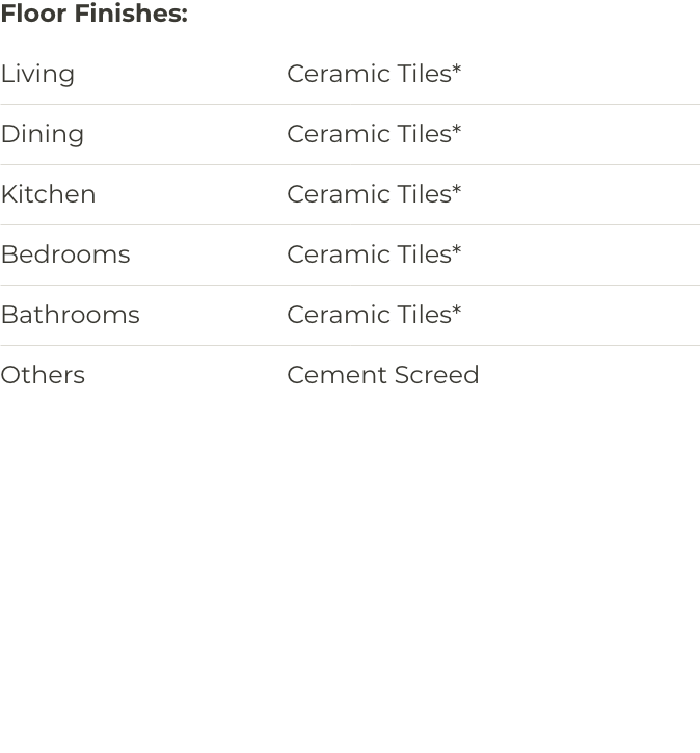 Floor Finishes:
Living Ceramic Tiles*
Dining Ceramic Tiles*
Kitchen Ceramic Tiles*
Bedrooms Ceramic Tiles*
Bathrooms Ceramic Tiles*
Others Cement Screed